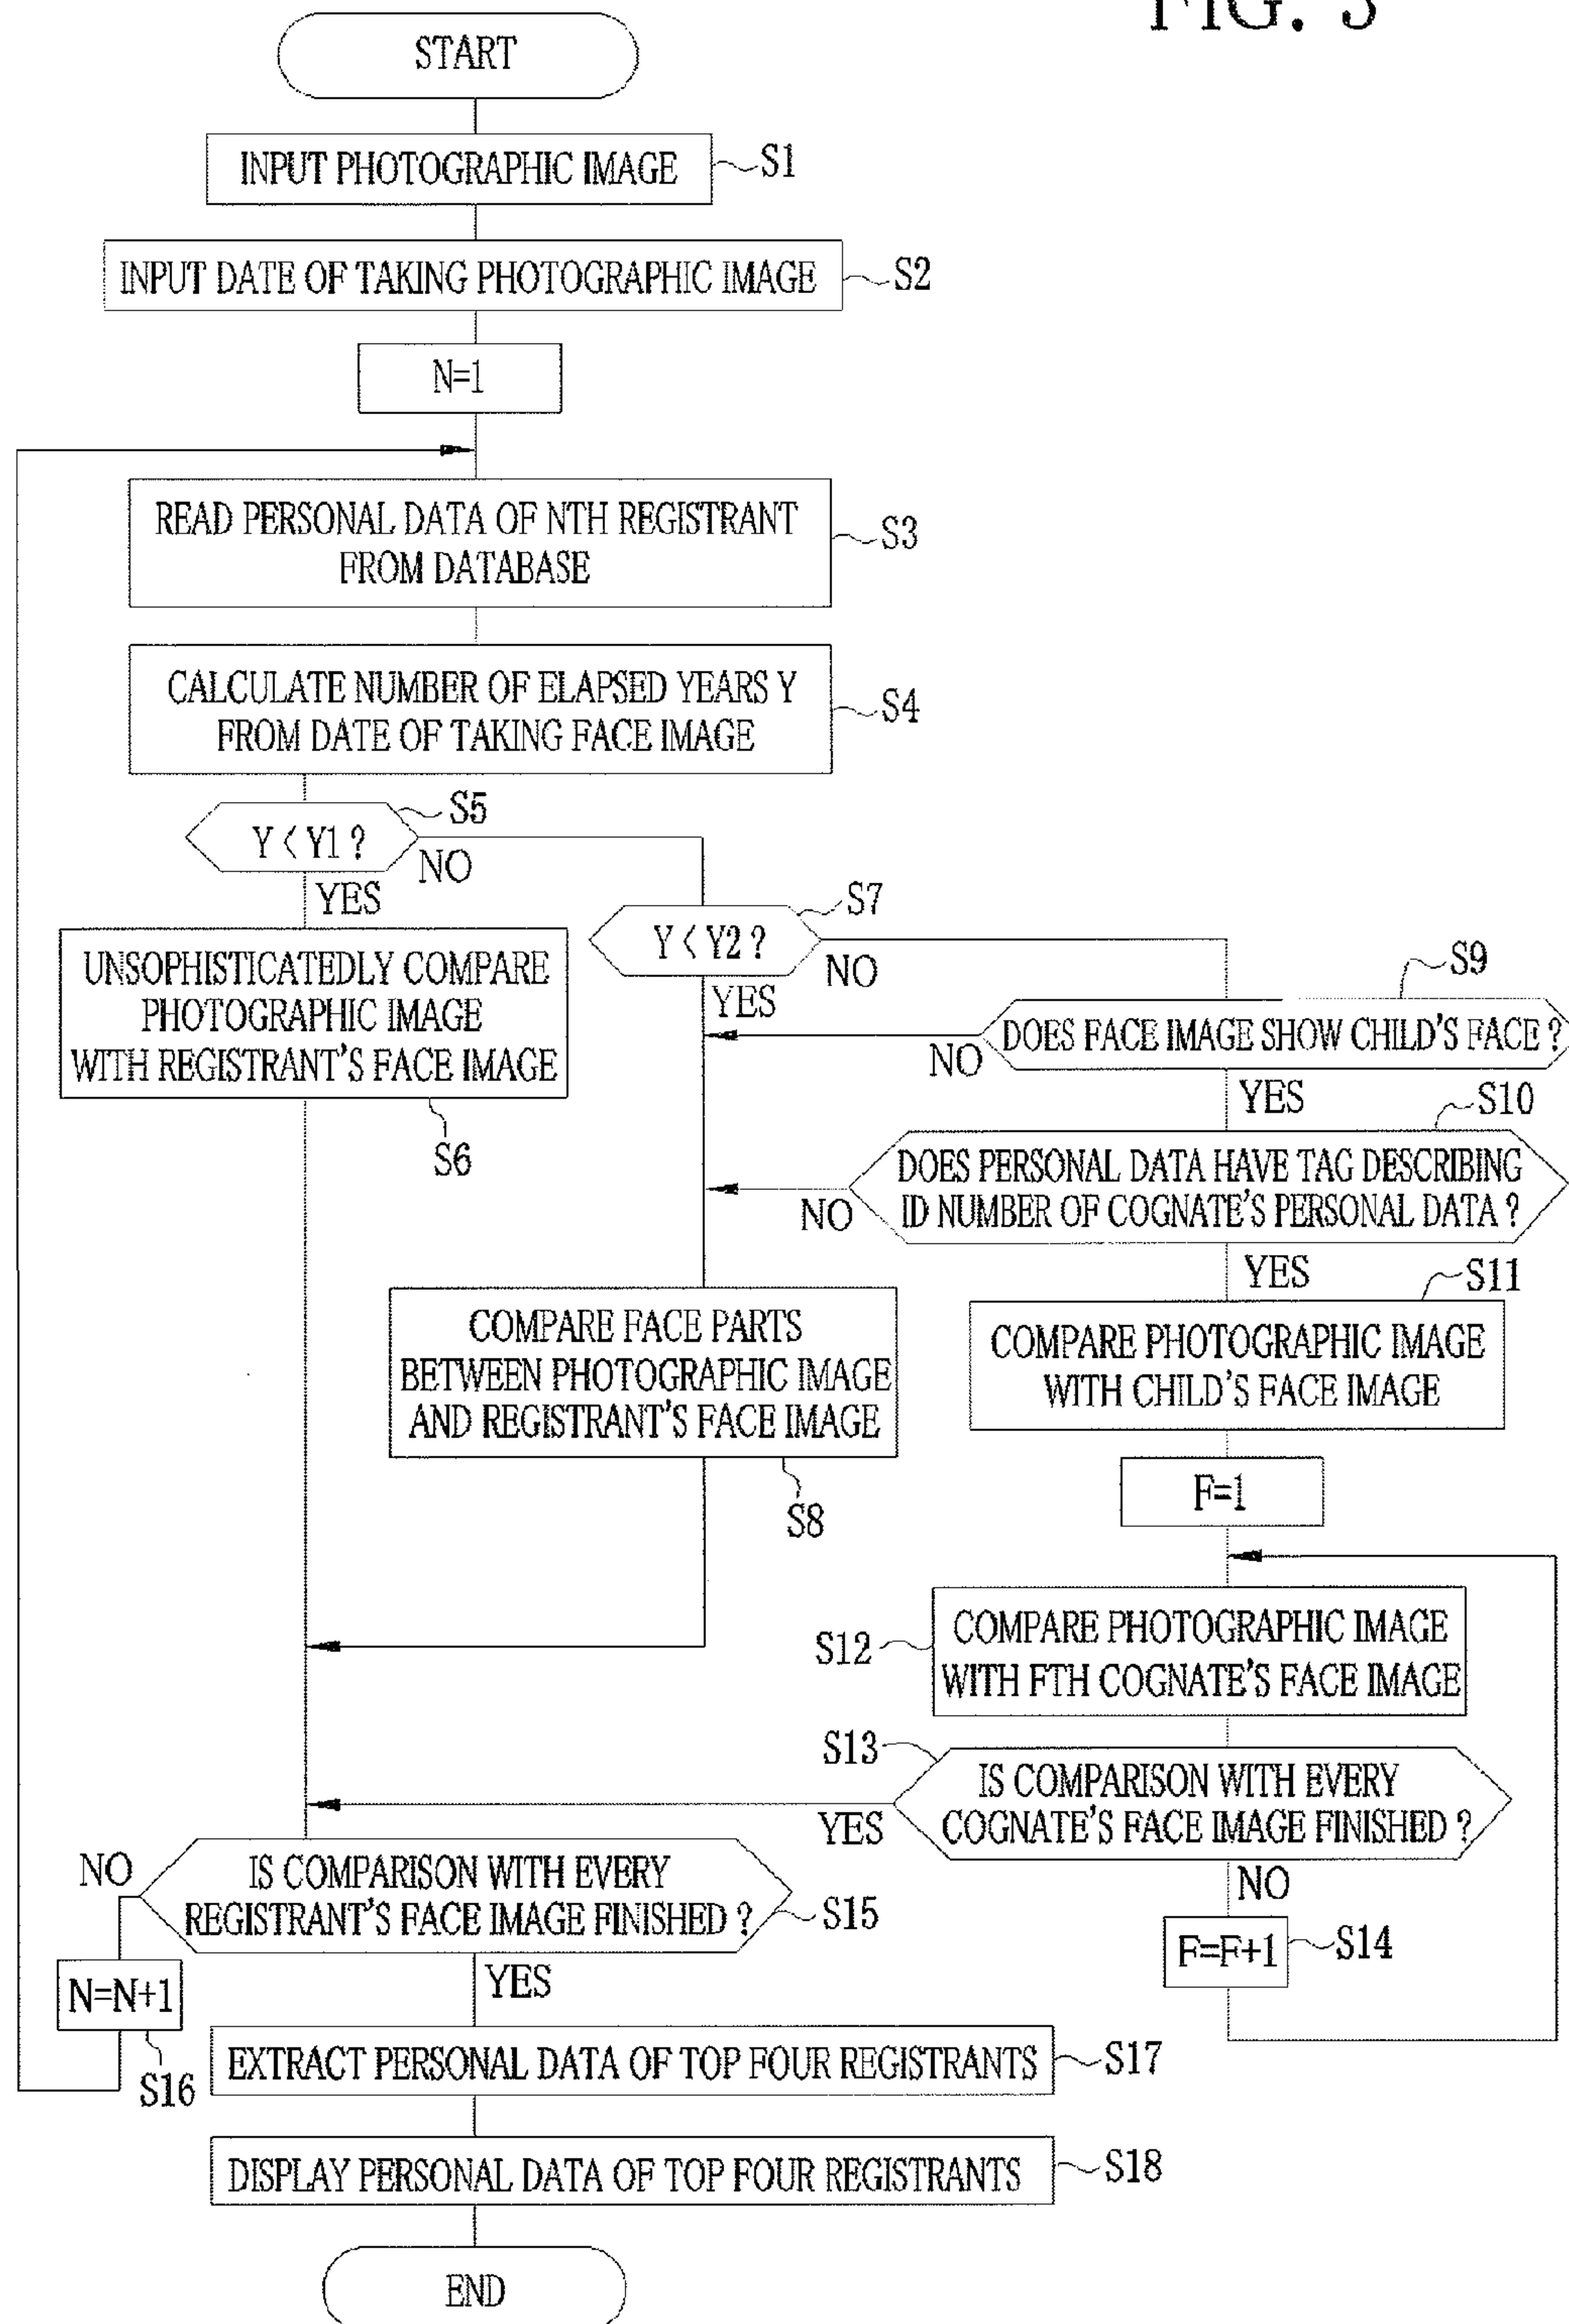 FIG. 3
START
INPUT PHOTOGRAPHIC IMAGE
S1
INPUT DATE OF TAKING PHOTOGRAPHIC IMAGE
S2
N=1
READ PERSONAL DATA OF NTH REGISTRANT
FROM DATABASE
S3
CALCULATE NUMBER OF ELAPSED YEARS Y
FROM DATE OF TAKING FACE IMAGE
S4
S5
Y < Y1 ?
NO
YES
S7
Y < Y2 ?
NO
YES
UNSOPHISTICATEDLY COMPARE
PHOTOGRAPHIC IMAGE
WITH REGISTRANT'S FACE IMAGE
S6
S9
DOES FACE IMAGE SHOW CHILD'S FACE ?
NO
YES
S10
DOES PERSONAL DATA HAVE TAG DESCRIBING
ID NUMBER OF COGNATE'S PERSONAL DATA ?
NO
YES
S11
COMPARE FACE PARTS
BETWEEN PHOTOGRAPHIC IMAGE
AND REGISTRANT'S FACE IMAGE
S8
COMPARE PHOTOGRAPHIC IMAGE
WITH CHILD'S FACE IMAGE
F=1
S12
COMPARE PHOTOGRAPHIC IMAGE
WITH FTH COGNATE'S FACE IMAGE
S13
IS COMPARISON WITH EVERY
COGNATE'S FACE IMAGE FINISHED ?
YES
NO
F=F+1
S14
NO
IS COMPARISON WITH EVERY
REGISTRANT'S FACE IMAGE FINISHED ?
S15
YES
N=N+1
S16
EXTRACT PERSONAL DATA OF TOP FOUR REGISTRANTS
S17
DISPLAY PERSONAL DATA OF TOP FOUR REGISTRANTS
S18
END